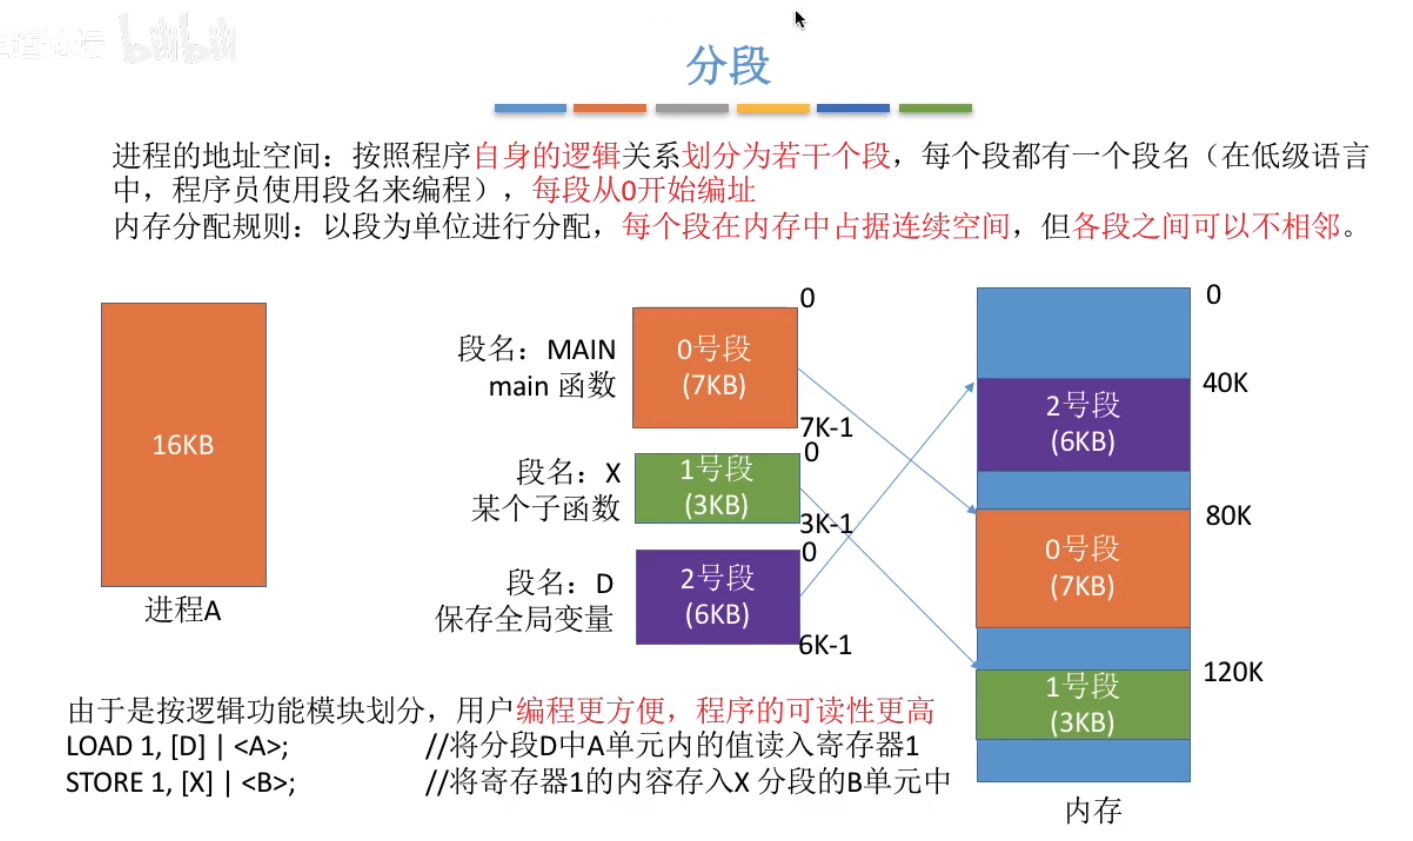 bilibili
分段
进程的地址空间：按照程序自身的逻辑关系划分为若干个段，每个段都有一个段名（在低级语言
中，程序员使用段名来编程），每段从0开始编址
内存分配规则：以段为单位进行分配，每个段在内存中占据连续空间，但各段之间可以不相邻。
16KB
进程A
段名：MAIN
main 函数
0号段
(7KB)
0
7K-1
段名：X
某个子函数
1号段
(3KB)
0
3K-1
段名：D
保存全局变量
2号段
(6KB)
0
6K-1
0
40K
2号段
(6KB)
80K
0号段
(7KB)
120K
1号段
(3KB)
内存
由于是按逻辑功能模块划分，用户编程更方便，程序的可读性更高
LOAD 1, [D] | <A>; //将分段D中A单元内的值读入寄存器1
STORE 1, [X] | <B>; //将寄存器1的内容存入X 分段的B单元中